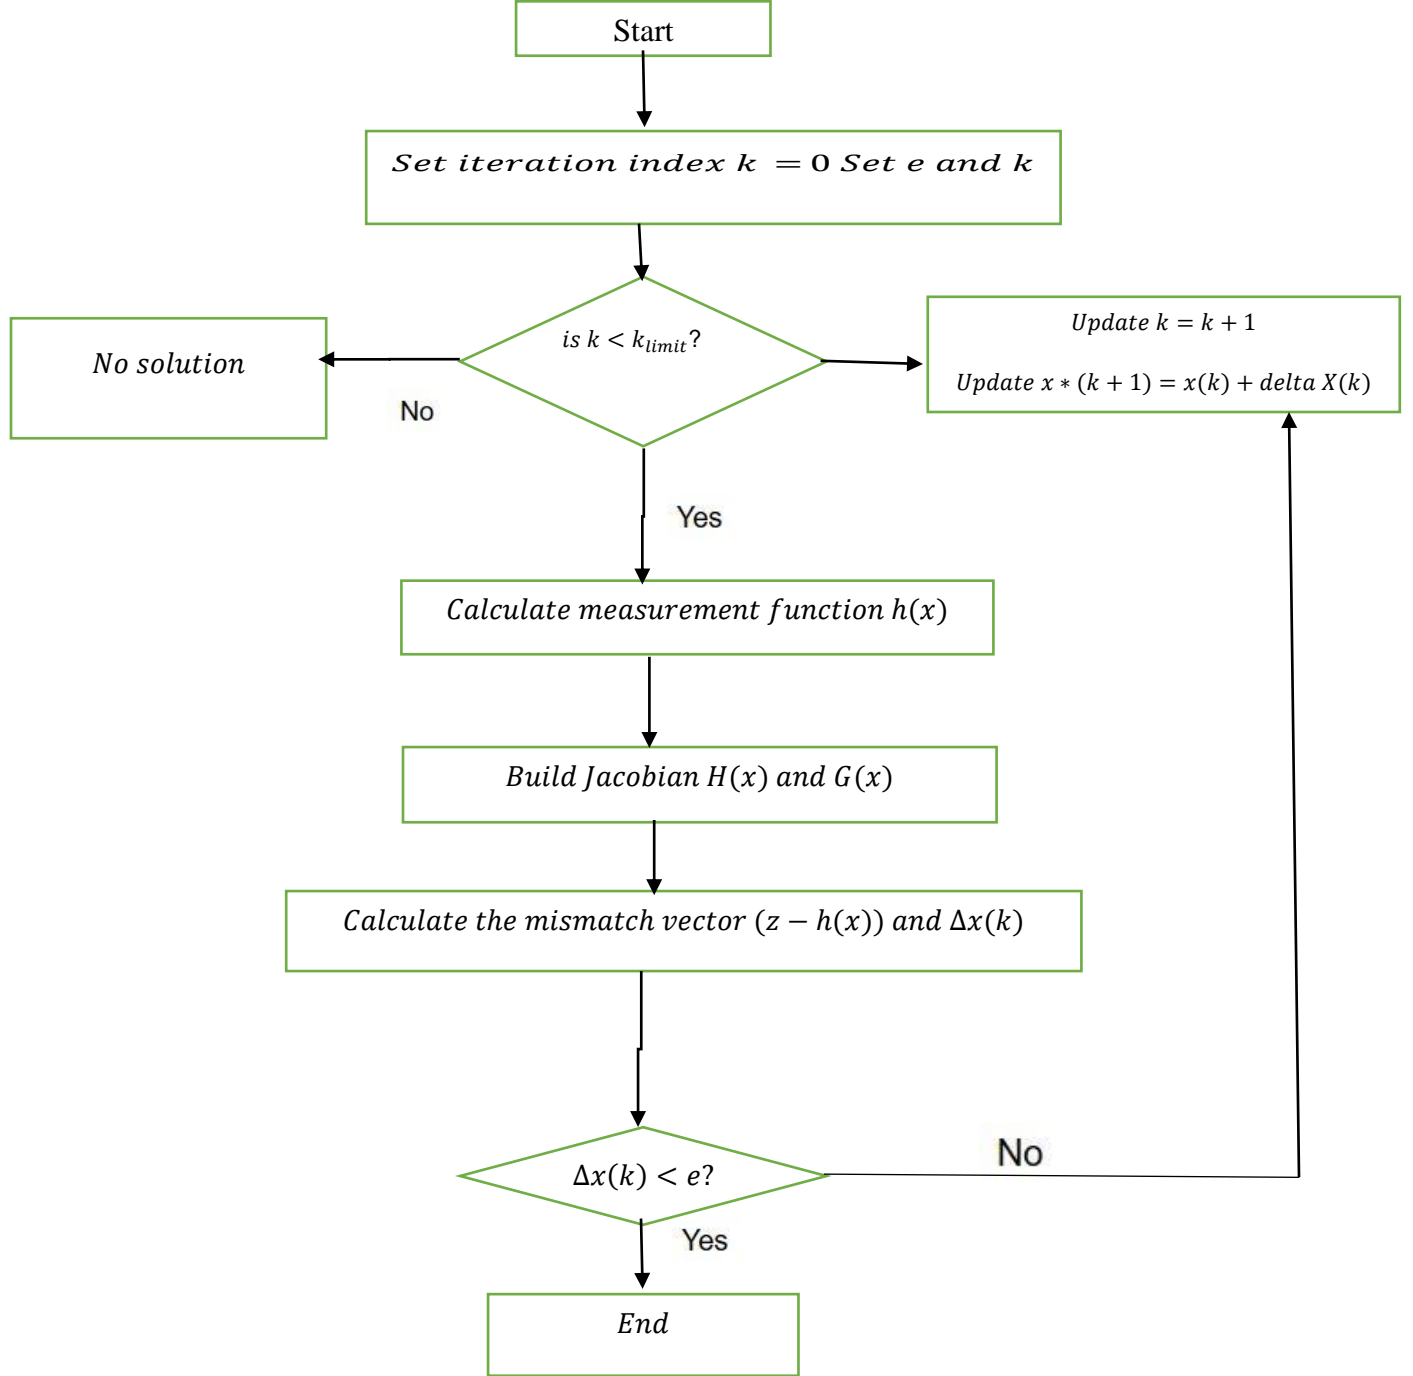 Start
Set iteration index k = 0 Set e and k
is k < k_limit?
No solution
No
Update k = k + 1
Update x * (k + 1) = x(k) + delta X(k)
Yes
Calculate measurement function h(x)
Build Jacobian H(x) and G(x)
Calculate the mismatch vector (z − h(x)) and Δx(k)
Δx(k) < e?
No
Yes
End